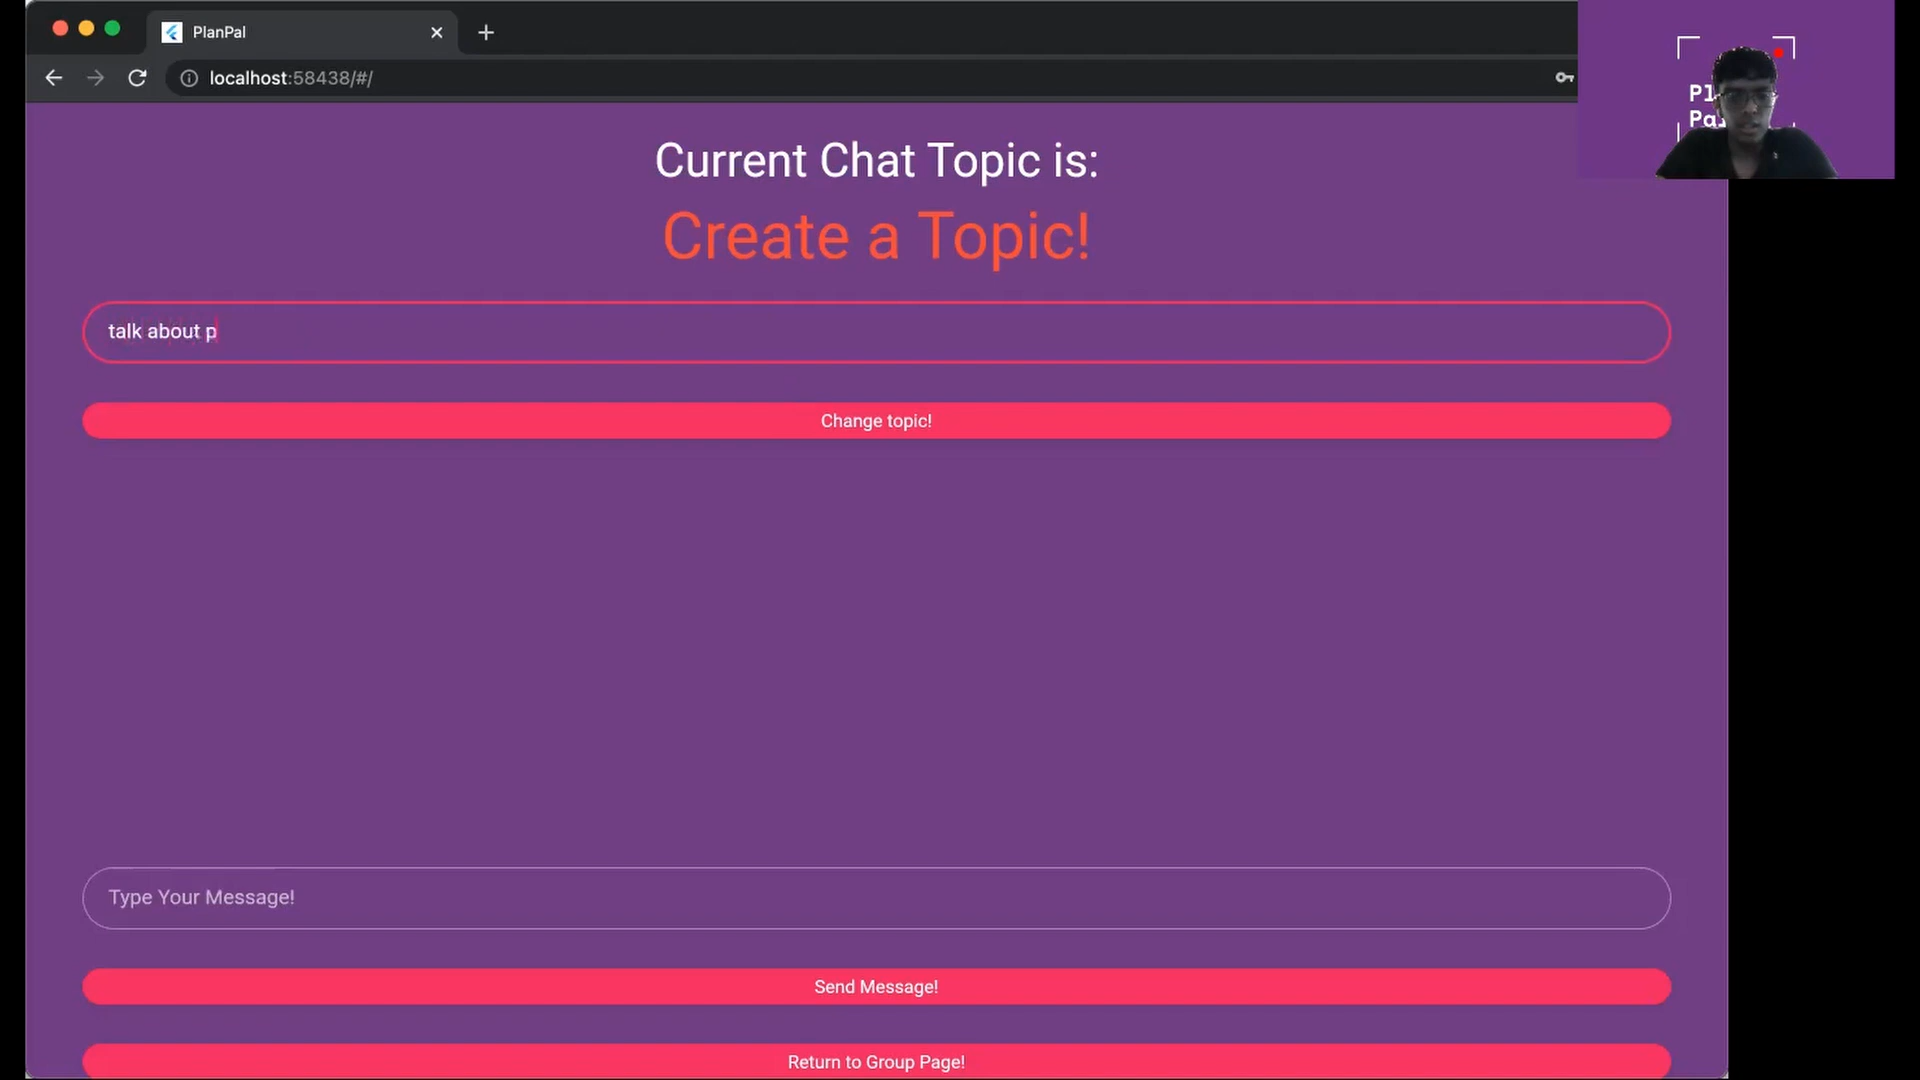 PlanPal
localhost:58438/#/
Current Chat Topic is:
Create a Topic!
talk about p
Change topic!
Type Your Message!
Send Message!
Return to Group Page!